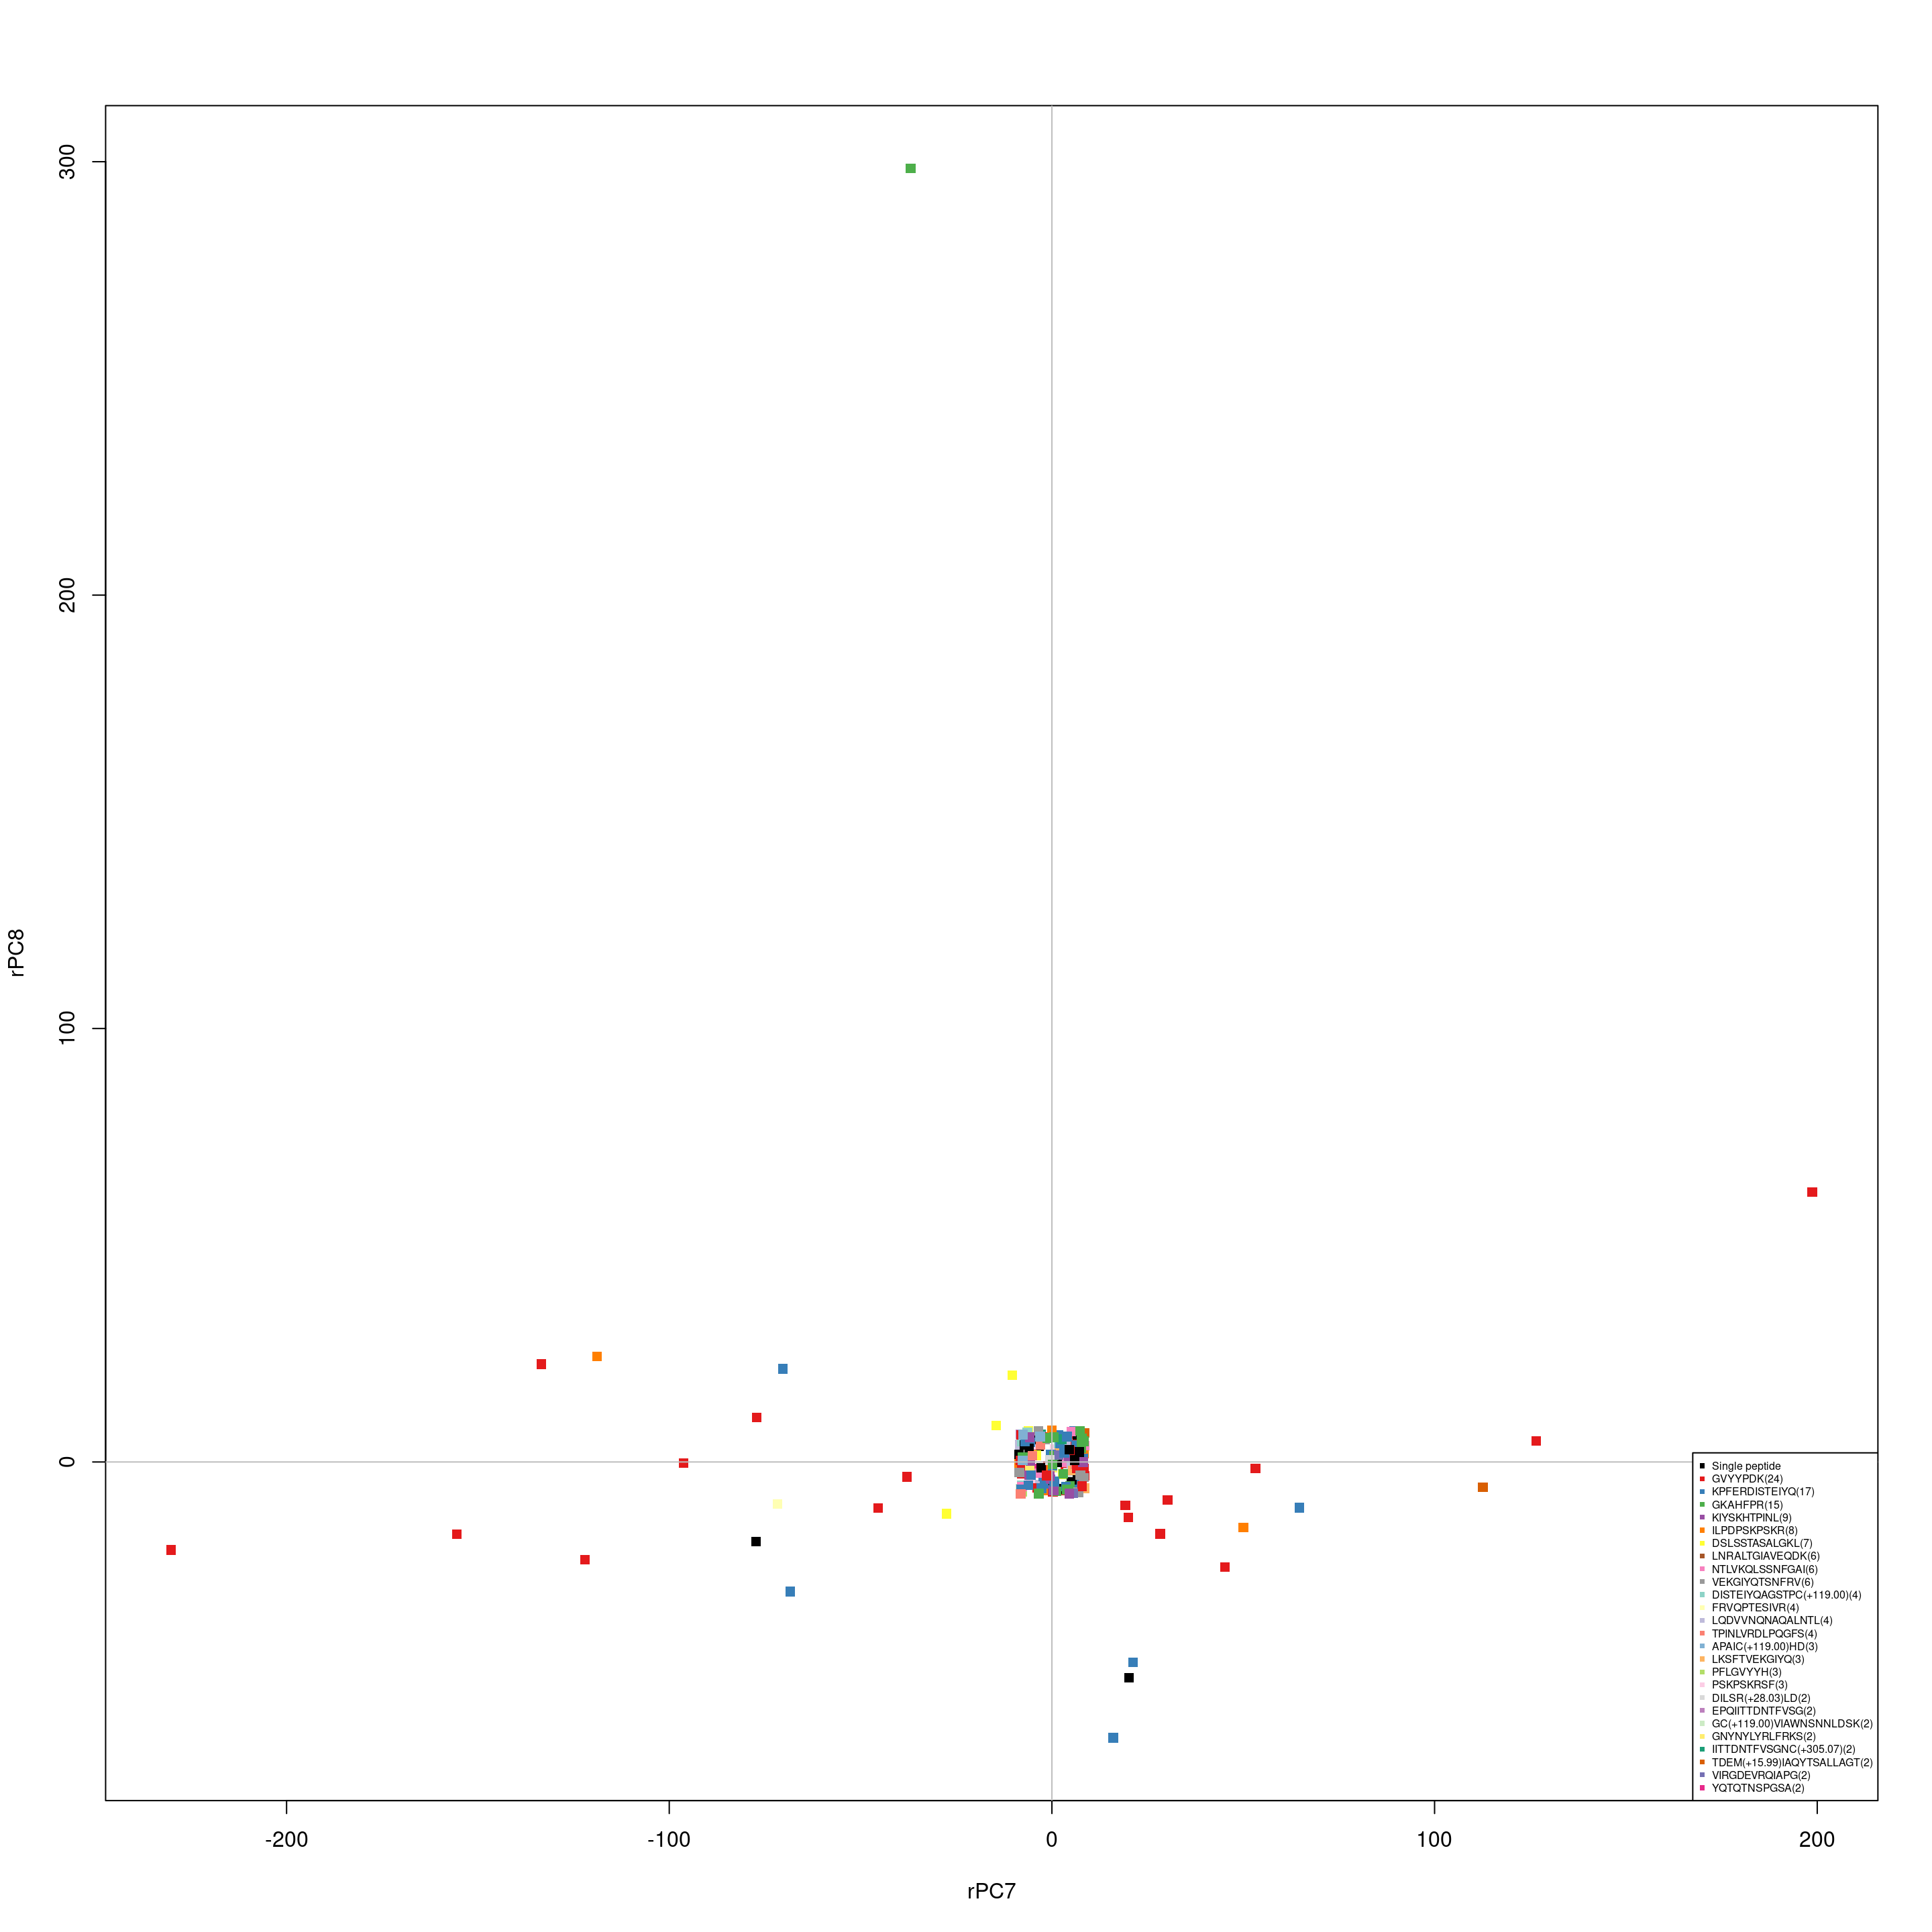 300
200
100
0
rPC8
-200
-100
0
100
200
rPC7
Single peptide
GVYYPDK(24)
KPFERDISTEIYQ(17)
GKAHFPR(15)
KIYSKHTPINL(9)
ILPDPSKPSKR(8)
DSLSSTASALGKL(7)
LNRALTGIAVEQDK(6)
NTLVKQLSSNFGAI(6)
VEKGIYQTSNFRV(6)
DISTEIYQAGSTPC(+119.00)(4)
FRVQPTESIVR(4)
LQDVVNQNAQALNTL(4)
TPINLVRDLPQGFS(4)
APAIC(+119.00)HD(3)
LKSFTVEKGIYQ(3)
PFLGVYYH(3)
PSKPSKRSF(3)
DILSR(+28.03)LD(2)
EPQIITTDNTFVSG(2)
GC(+119.00)VIAWNSNNLDSK(2)
GNYNYLYRLFRKS(2)
IITTDNTFVSGNC(+305.07)(2)
TDEM(+15.99)IAQYTSALLAGT(2)
VIRGDEVRQIAPG(2)
YQTQTNSPGSA(2)